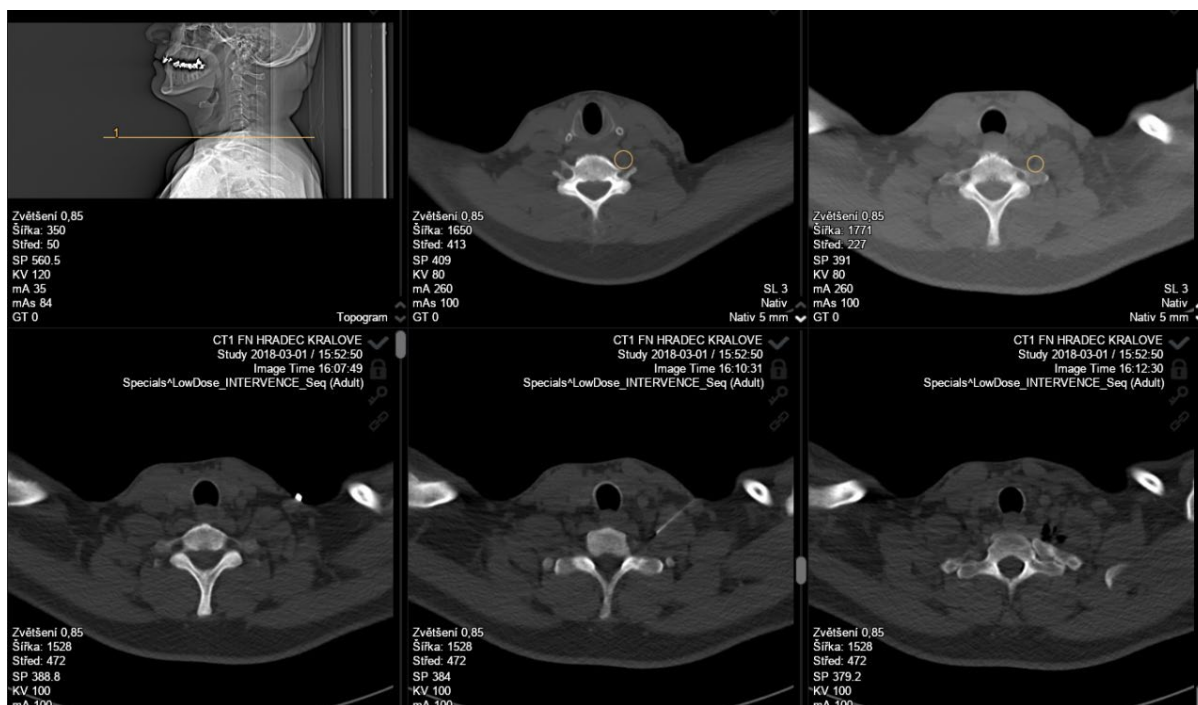 1
Zvětšení 0,85
Šířka: 350
Střed: 50
SP 560.5
KV 120
mA 35
mAs 84
GT 0
Topogram
Zvětšení 0,85
Šířka: 1650
Střed: 413
SP 409
KV 80
mA 260
mAs 100
GT 0
SL 3
Nativ
Nativ 5 mm
Zvětšení 0,85
Šířka: 1771
Střed: 227
SP 391
KV 80
mA 260
mAs 100
GT 0
SL 3
Nativ
Nativ 5 mm
CT1 FN HRADEC KRALOVE
Study 2018-03-01 / 15:52:50
Image Time 16:07:49
Specials^LowDose_INTERVENCE_Seq (Adult)
Zvětšení 0,85
Šířka: 1528
Střed: 472
SP 388.8
KV 100
mA 100
CT1 FN HRADEC KRALOVE
Study 2018-03-01 / 15:52:50
Image Time 16:10:31
Specials^LowDose_INTERVENCE_Seq (Adult)
Zvětšení 0,85
Šířka: 1528
Střed: 472
SP 384
KV 100
mA 100
CT1 FN HRADEC KRALOVE
Study 2018-03-01 / 15:52:50
Image Time 16:12:30
Specials^LowDose_INTERVENCE_Seq (Adult)
Zvětšení 0,85
Šířka: 1528
Střed: 472
SP 379.2
KV 100
mA 100